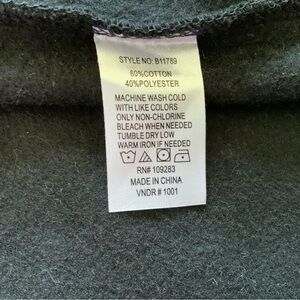 STYLE NO: B11789
60%COTTON
40%POLYESTER
MACHINE WASH COLD
WITH LIKE COLORS
ONLY NON-CHLORINE
BLEACH WHEN NEEDED
TUMBLE DRY LOW
WARM IRON IF NEEDED
RN# 109283
MADE IN CHINA
VNDR # 1001